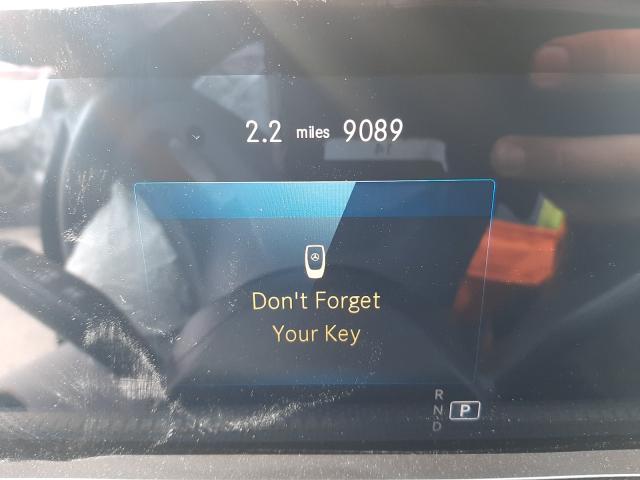 2.2 miles 9089
Don't Forget
Your Key
R
N P
D